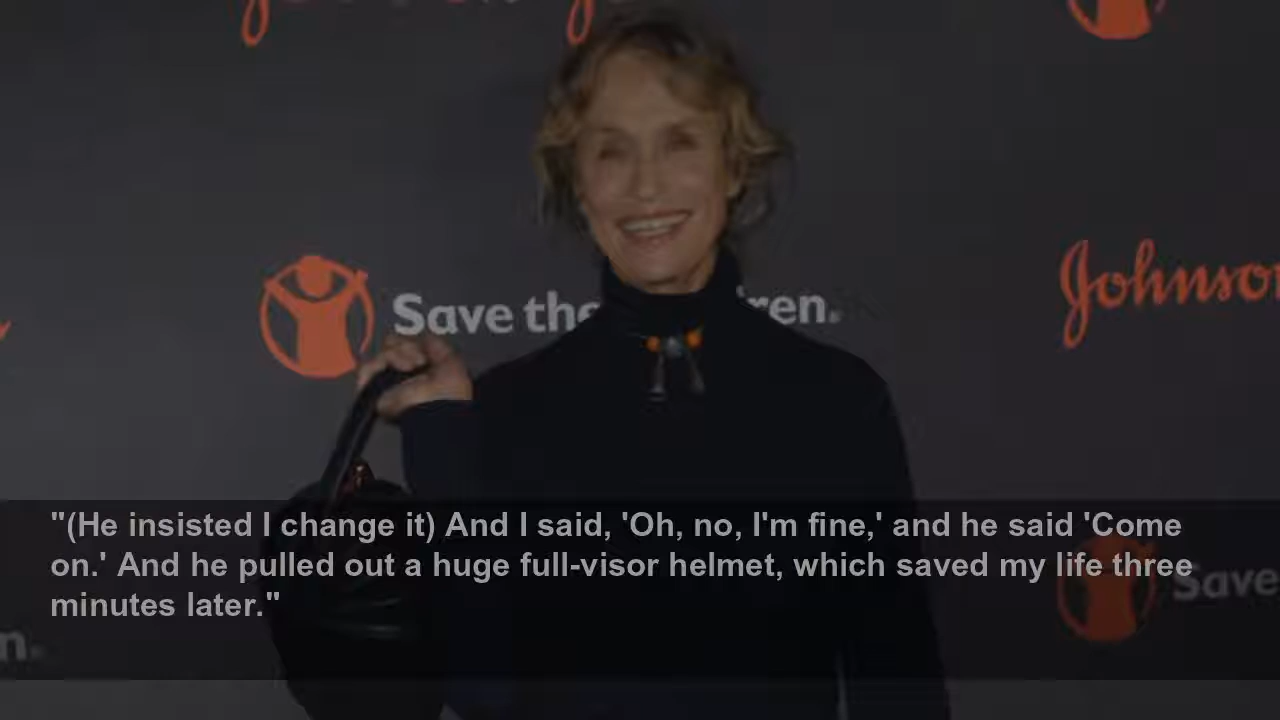 Save the
ren.
Johnso
"(He insisted I change it) And I said, 'Oh, no, I'm fine,' and he said 'Come
on.' And he pulled out a huge full-visor helmet, which saved my life three
minutes later."
Save
n.